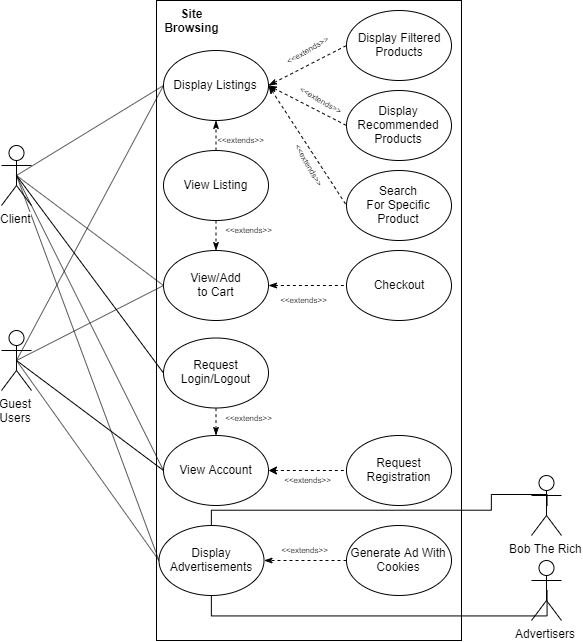 Site
Browsing
Display Filtered
Products
<<extends>>
Display Listings
<<extends>>
Display
Recommended
Products
<<extends>>
<<extends>>
View Listing
Search
For Specific
Product
Client
<<extends>>
View/Add
to Cart
Checkout
<<extends>>
Request
Login/Logout
Guest
Users
<<extends>>
View Account
Request
Registration
<<extends>>
Display
Advertisements
<<extends>>
Generate Ad With
Cookies
Bob The Rich
Advertisers